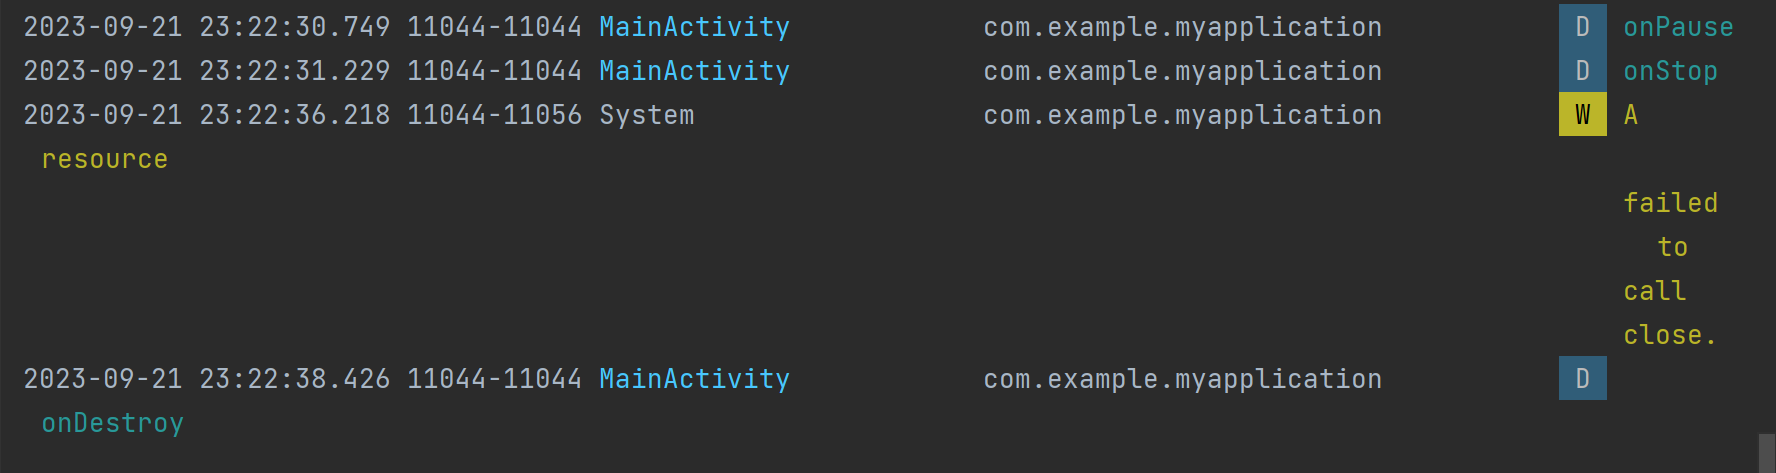 2023-09-21 23:22:30.749 11044-11044 MainActivity com.example.myapplication D onPause
2023-09-21 23:22:31.229 11044-11044 MainActivity com.example.myapplication D onStop
2023-09-21 23:22:36.218 11044-11056 System com.example.myapplication W A
resource
failed
to
call
close.
2023-09-21 23:22:38.426 11044-11044 MainActivity com.example.myapplication D
onDestroy